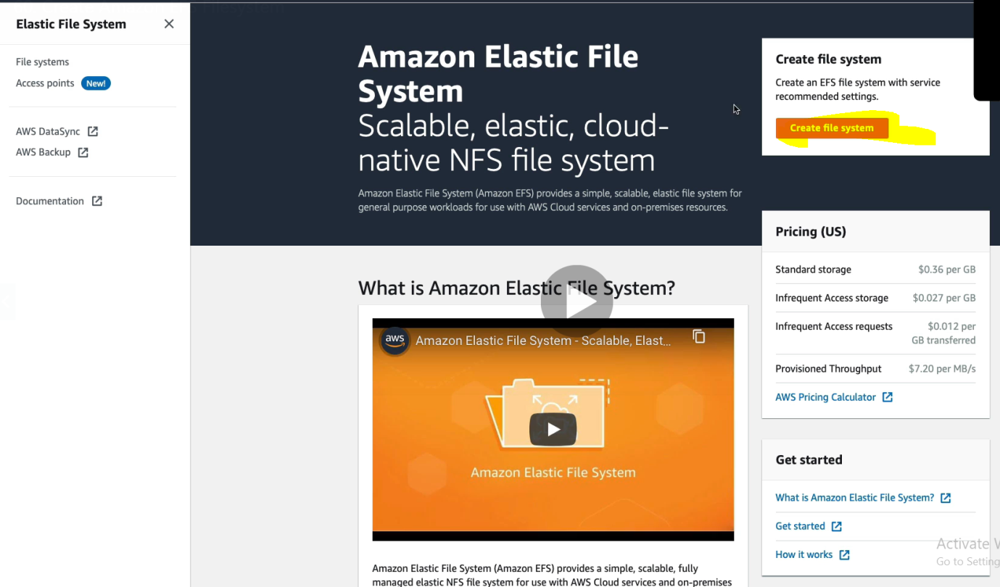 Elastic File System
File systems
Access points New!
AWS DataSync
AWS Backup
Documentation
Amazon Elastic File
System
Scalable, elastic, cloud-
native NFS file system
Amazon Elastic File System (Amazon EFS) provides a simple, scalable, elastic file system for
general purpose workloads for use with AWS Cloud services and on-premises resources.
Create file system
Create an EFS file system with service
recommended settings.
Create file system
What is Amazon Elastic File System?
aws Amazon Elastic File System - Scalable, Elast...
Amazon Elastic File System
Amazon Elastic File System (Amazon EFS) provides a simple, scalable, fully
managed elastic NFS file system for use with AWS Cloud services and on-premises
Pricing (US)
Standard storage $0.36 per GB
Infrequent Access storage $0.027 per GB
Infrequent Access requests $0.012 per
GB transferred
Provisioned Throughput $7.20 per MB/s
AWS Pricing Calculator
Get started
What is Amazon Elastic File System?
Get started
How it works
Activate
Go to Setting